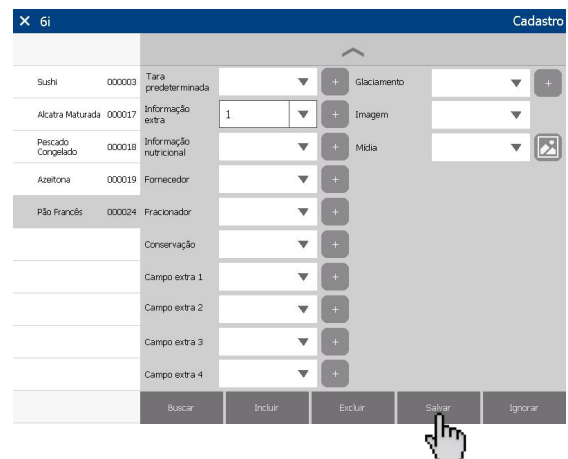 ✕ 6i Cadastro
Sushi 000003
Alcatra Maturada 000017
Pescado
Congelado 000018
Azeitona 000019
Pão Francês 000024
Tara
predeterminada +
Informação
extra 1 +
Informação
nutricional +
Fornecedor +
Fracionador +
Conservação +
Campo extra 1 +
Campo extra 2 +
Campo extra 3 +
Campo extra 4 +
Glaciamento +
Imagem
Mídia
Buscar Incluir Excluir Salvar Ignorar